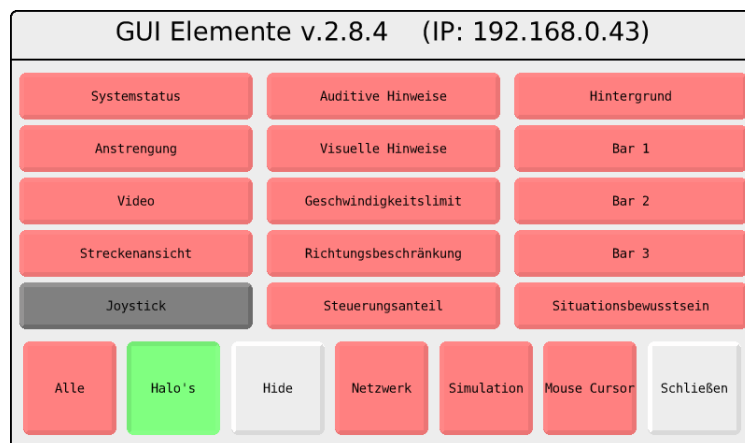 GUI Elemente v.2.8.4 (IP: 192.168.0.43)
Systemstatus Auditive Hinweise Hintergrund
Anstrengung Visuelle Hinweise Bar 1
Video Geschwindigkeitslimit Bar 2
Streckenansicht Richtungsbeschränkung Bar 3
Joystick Steuerungsanteil Situationsbewusstsein
Alle Halo's Hide Netzwerk Simulation Mouse Cursor Schließen